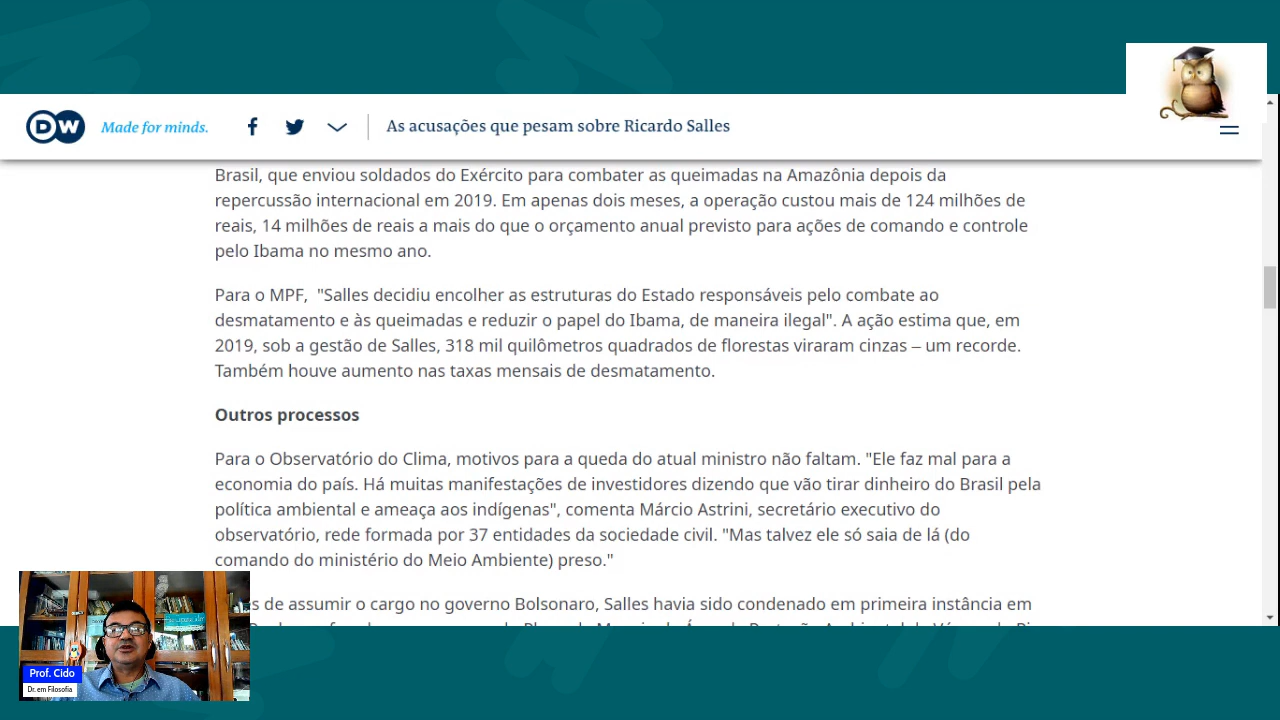 DW Made for minds. As acusações que pesam sobre Ricardo Salles
Brasil, que enviou soldados do Exército para combater as queimadas na Amazônia depois da
repercussão internacional em 2019. Em apenas dois meses, a operação custou mais de 124 milhões de
reais, 14 milhões de reais a mais do que o orçamento anual previsto para ações de comando e controle
pelo Ibama no mesmo ano.
Para o MPF, "Salles decidiu encolher as estruturas do Estado responsáveis pelo combate ao
desmatamento e às queimadas e reduzir o papel do Ibama, de maneira ilegal". A ação estima que, em
2019, sob a gestão de Salles, 318 mil quilômetros quadrados de florestas viraram cinzas – um recorde.
Também houve aumento nas taxas mensais de desmatamento.
Outros processos
Para o Observatório do Clima, motivos para a queda do atual ministro não faltam. "Ele faz mal para a
economia do país. Há muitas manifestações de investidores dizendo que vão tirar dinheiro do Brasil pela
política ambiental e ameaça aos indígenas", comenta Márcio Astrini, secretário executivo do
observatório, rede formada por 37 entidades da sociedade civil. "Mas talvez ele só saia de lá (do
comando do ministério do Meio Ambiente) preso."
de assumir o cargo no governo Bolsonaro, Salles havia sido condenado em primeira instância em
Prof. Cido
Dr. em Filosofia